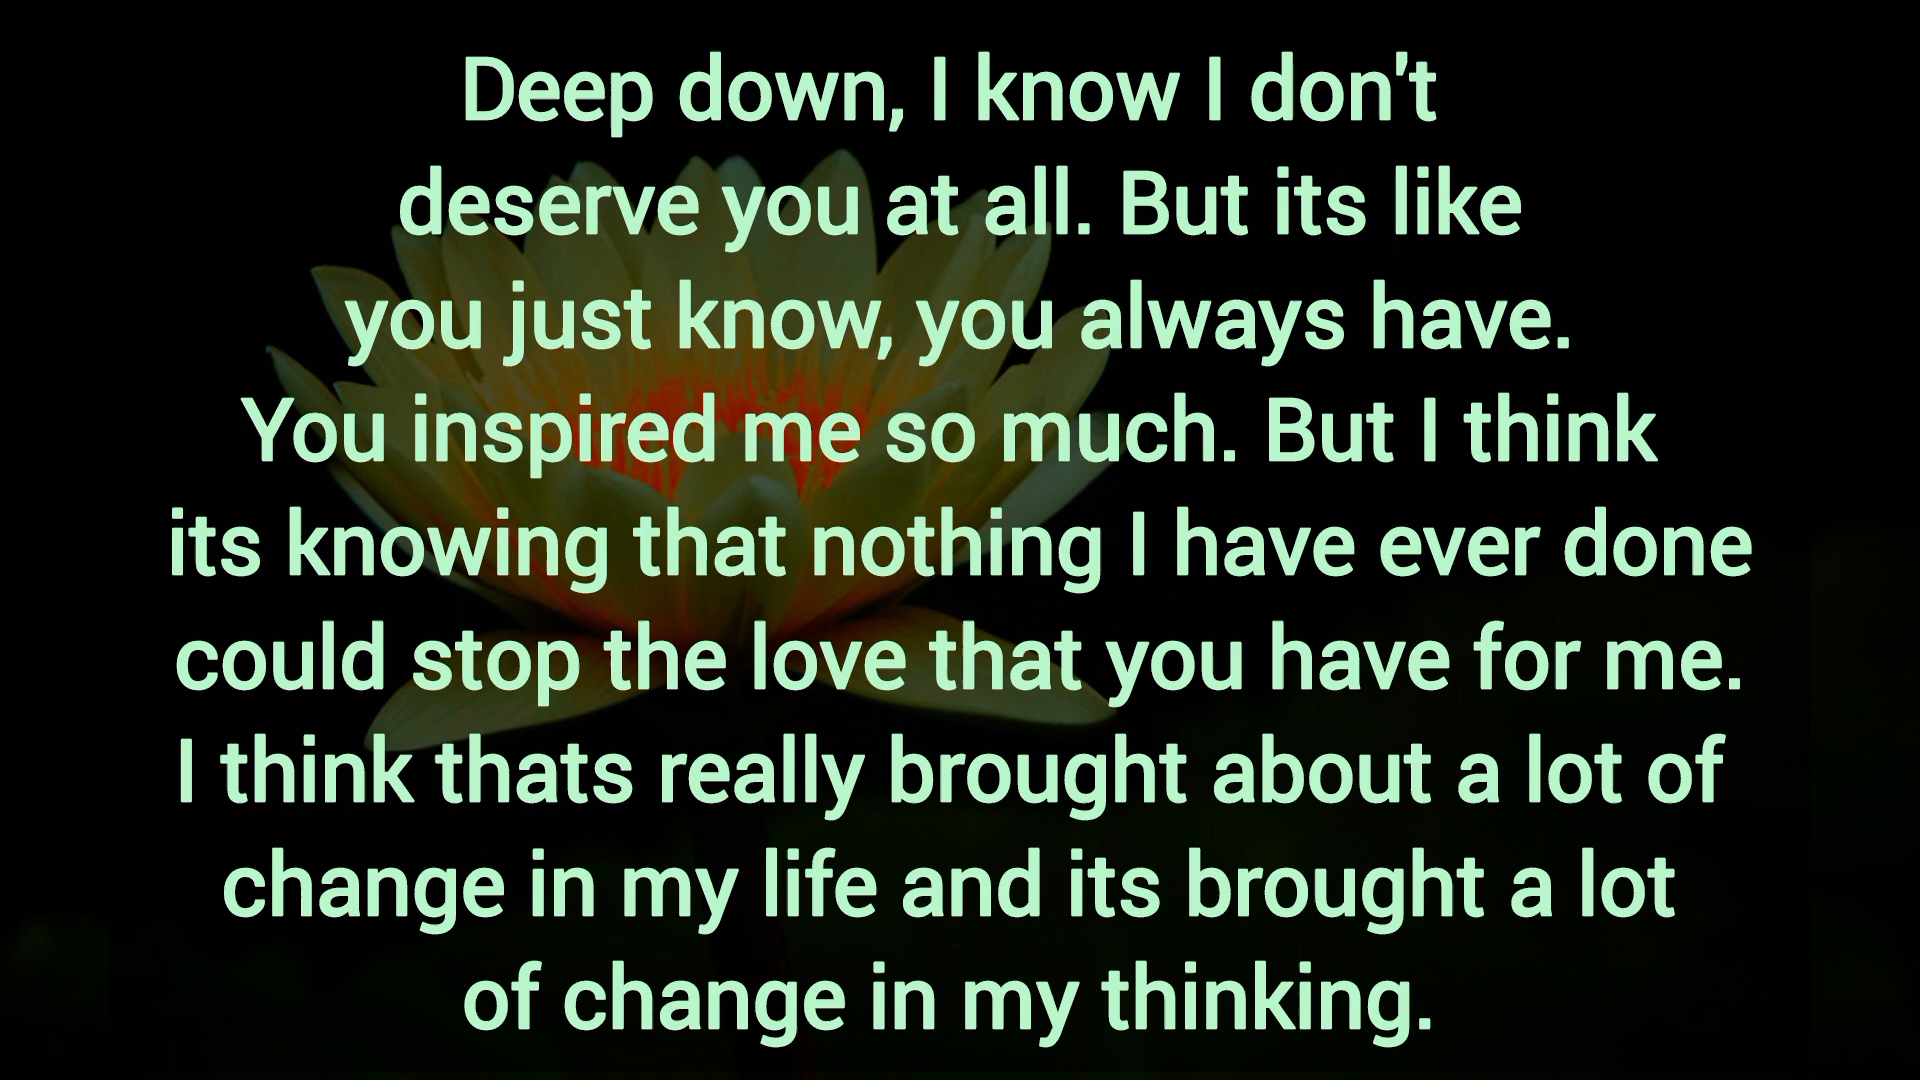 Deep down, I know I don't
deserve you at all. But its like
you just know, you always have.
You inspired me so much. But I think
its knowing that nothing I have ever done
could stop the love that you have for me.
I think thats really brought about a lot of
change in my life and its brought a lot
of change in my thinking.